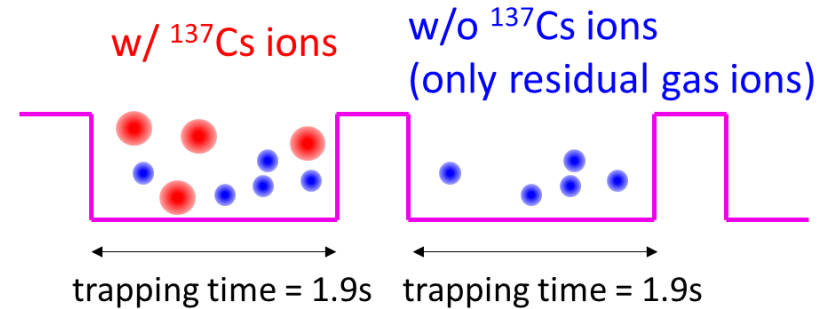 w/ ¹³⁷Cs ions
w/o ¹³⁷Cs ions
(only residual gas ions)
trapping time = 1.9s
trapping time = 1.9s